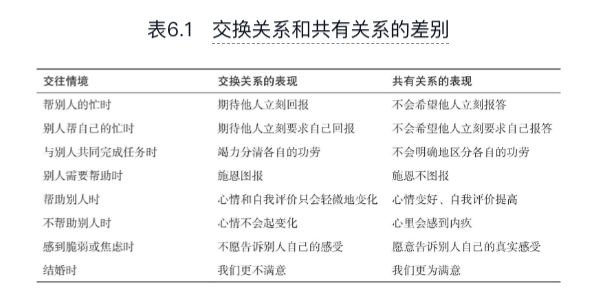 表6.1 交换关系和共有关系的差别
交往情境 交换关系的表现 共有关系的表现
帮别人的忙时 期待他人立刻回报 不会希望他人立刻报答
别人帮自己的忙时 期待他人立刻要求自己回报 不会希望他人立刻要求自己报答
与别人共同完成任务时 竭力分清各自的功劳 不会明确地区分各自的功劳
别人需要帮助时 施恩图报 施恩不图报
帮助别人时 心情和自我评价只会轻微地变化 心情变好、自我评价提高
不帮助别人时 心情不会起变化 心里会感到内疚
感到脆弱或焦虑时 不愿告诉别人自己的感受 愿意告诉别人自己的真实感受
结婚时 我们更不满意 我们更为满意